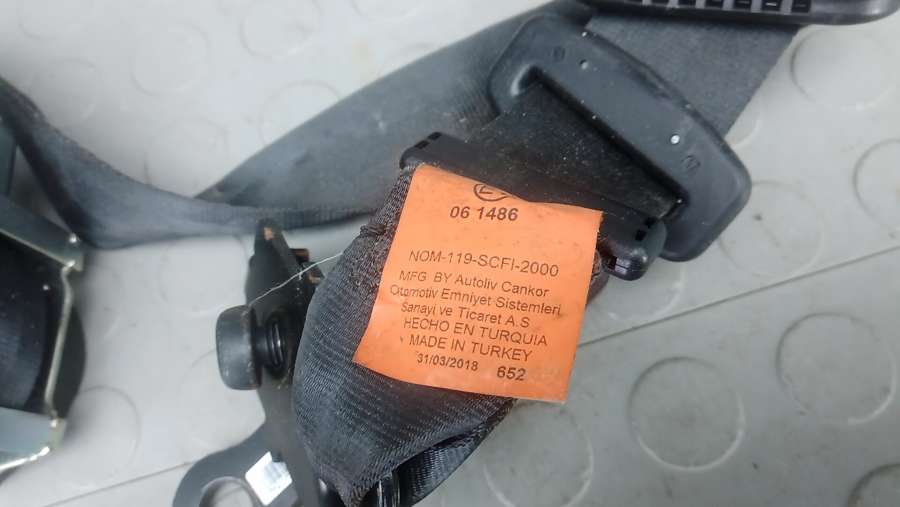 06 1486
NOM-119-SCFI-2000
MFG BY Autoliv Cankor
Otomotiv Emniyet Sistemleri
Sanayi ve Ticaret A.S
HECHO EN TURQUIA
MADE IN TURKEY
31/03/2018 652